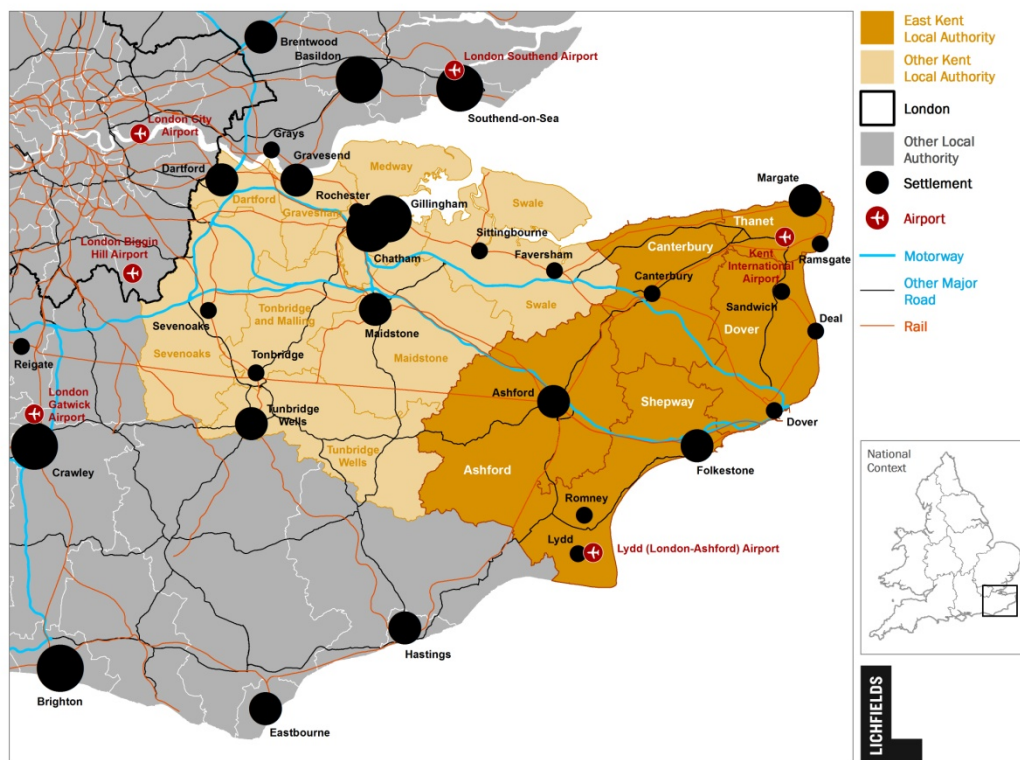 Brentwood
Basildon
London Southend Airport
Southend-on-Sea
London City
Airport
Grays
Gravesend
Dartford
Medway
Rochester
Gillingham
Dartford
Gravesham
Swale
Margate
Thanet
Sittingbourne
Canterbury
London Biggin
Hill Airport
Chatham
Faversham
Kent
International
Airport
Ramsgate
Canterbury
Sandwich
Swale
Sevenoaks
Tonbridge
and Malling
Maidstone
Dover
Deal
Reigate
Sevenoaks
Tonbridge
Maidstone
London
Gatwick
Airport
Ashford
Shepway
Tunbridge
Wells
Dover
Crawley
Tunbridge
Wells
Ashford
Folkestone
Romney
Lydd
Lydd (London-Ashford) Airport
Hastings
Brighton
Eastbourne
East Kent
Local Authority
Other Kent
Local Authority
London
Other Local
Authority
Settlement
Airport
Motorway
Other Major
Road
Rail
National
Context
LICHFIELDS